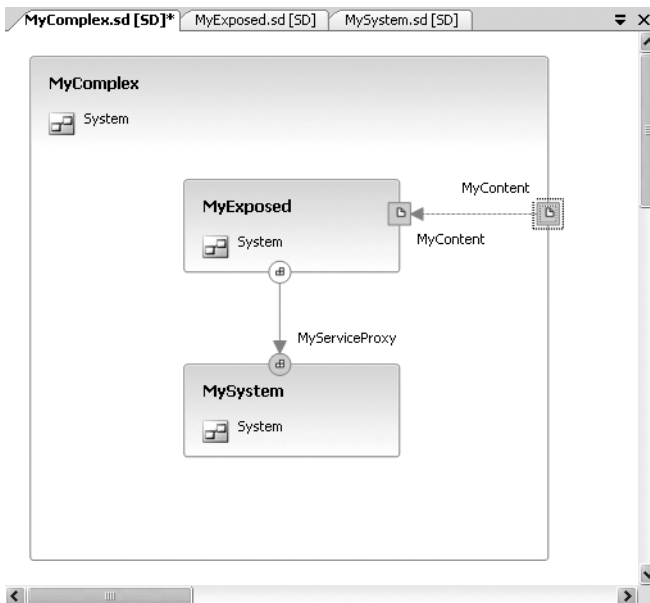 MyComplex.sd [SD]* MyExposed.sd [SD] MySystem.sd [SD]
MyComplex
System
MyContent
MyExposed
System
MyContent
MyServiceProxy
MySystem
System